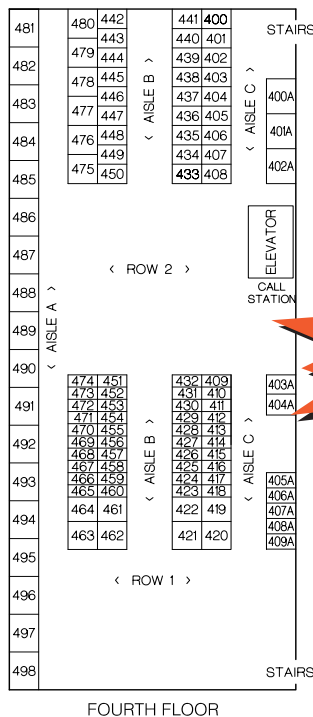 481 480 442 441 400 STAIRS
443 440 401
482 479 444 AISLE B 439 402 AISLE C
478 445 438 403 400A
483 446 437 404
477 447 436 405 401A
484 476 448 435 406
449 434 407 402A
485 475 450 433 408
486
ELEVATOR
487
< ROW 2 >
488 CALL
STATION
489 AISLE A
490
474 451 432 409 403A
473 452 431 410
491 472 453 430 411 404A
471 454 429 412
470 455 428 413
492 469 456 AISLE B 427 414 AISLE C
468 457 426 415
467 458 425 416
493 466 459 424 417 405A
465 460 423 418 406A
494 464 461 422 419 407A
408A
463 462 421 420 409A
495
< ROW 1 >
496
497
498 STAIRS
FOURTH FLOOR